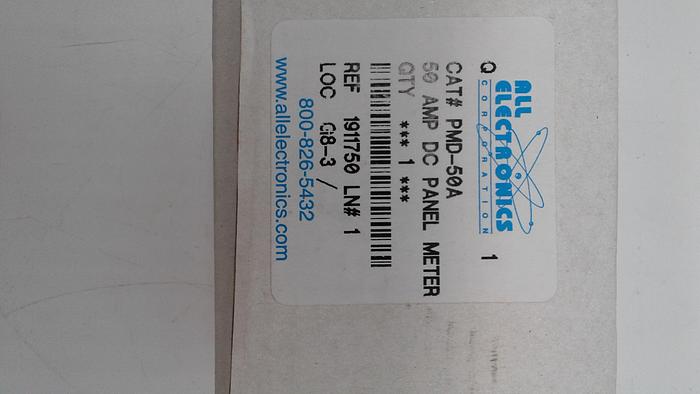 ALL
ELECTRONICS
CORPORATION
Q 1
CAT# PMD-50A
50 AMP DC PANEL METER
QTY *** 1 ***
REF 1911750 LN# 1
LOC Gi8-3 /
800-826-5432
www.allelectronics.com